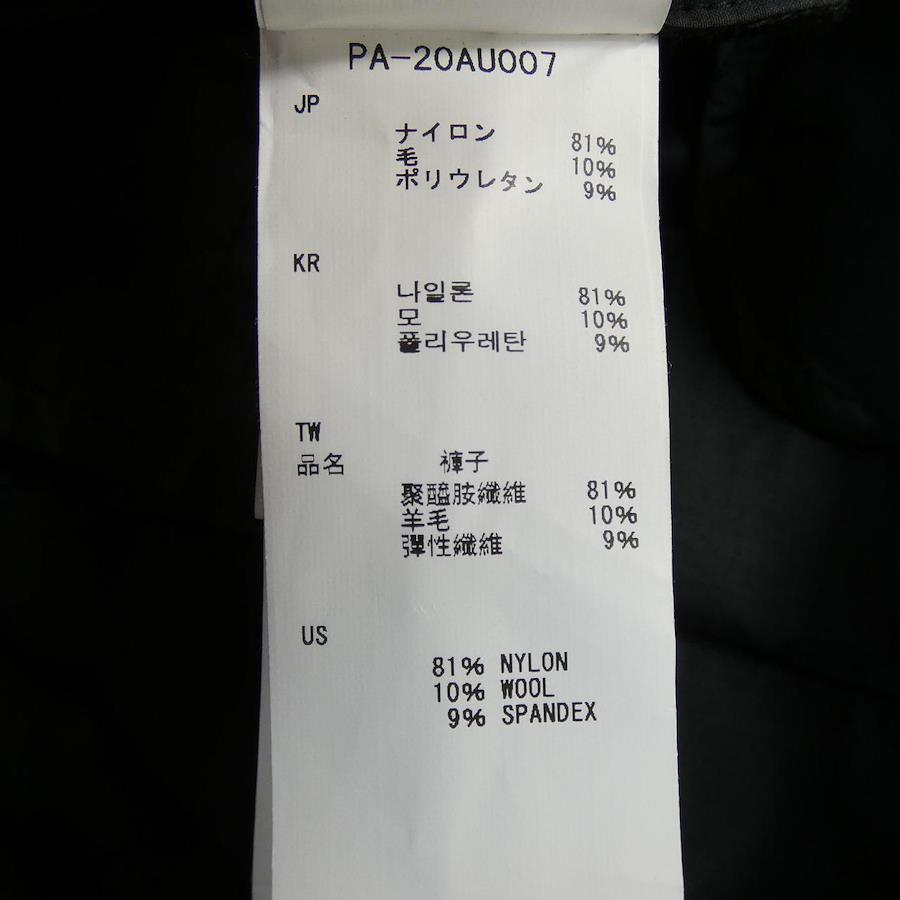 PA-20AU007
JP
ナイロン 81%
毛 10%
ポリウレタン 9%
KR
나일론 81%
모 10%
폴리우레탄 9%
TW
品名 褲子
聚醯胺纖維 81%
羊毛 10%
彈性纖維 9%
US
81% NYLON
10% WOOL
9% SPANDEX